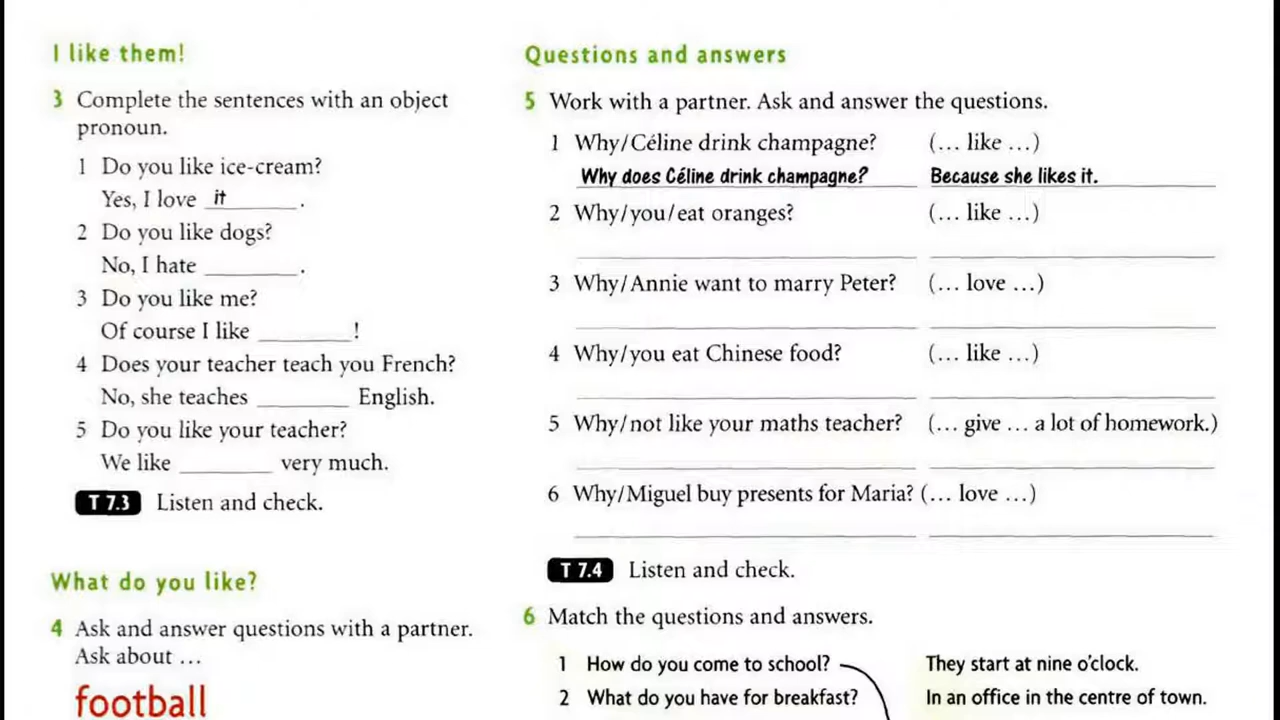 I like them!
3 Complete the sentences with an object
pronoun.
1 Do you like ice-cream?
Yes, I love it .
2 Do you like dogs?
No, I hate ________.
3 Do you like me?
Of course I like ________!
4 Does your teacher teach you French?
No, she teaches ________ English.
5 Do you like your teacher?
We like ________ very much.
T 7.3 Listen and check.
What do you like?
4 Ask and answer questions with a partner.
Ask about …
football
Questions and answers
5 Work with a partner. Ask and answer the questions.
1 Why/Céline drink champagne? (… like …)
Why does Céline drink champagne? Because she likes it.
2 Why/you/eat oranges? (… like …)
3 Why/Annie want to marry Peter? (… love …)
4 Why/you eat Chinese food? (… like …)
5 Why/not like your maths teacher? (… give … a lot of homework.)
6 Why/Miguel buy presents for Maria? (… love …)
T 7.4 Listen and check.
6 Match the questions and answers.
1 How do you come to school? They start at nine o'clock.
2 What do you have for breakfast? In an office in the centre of town.